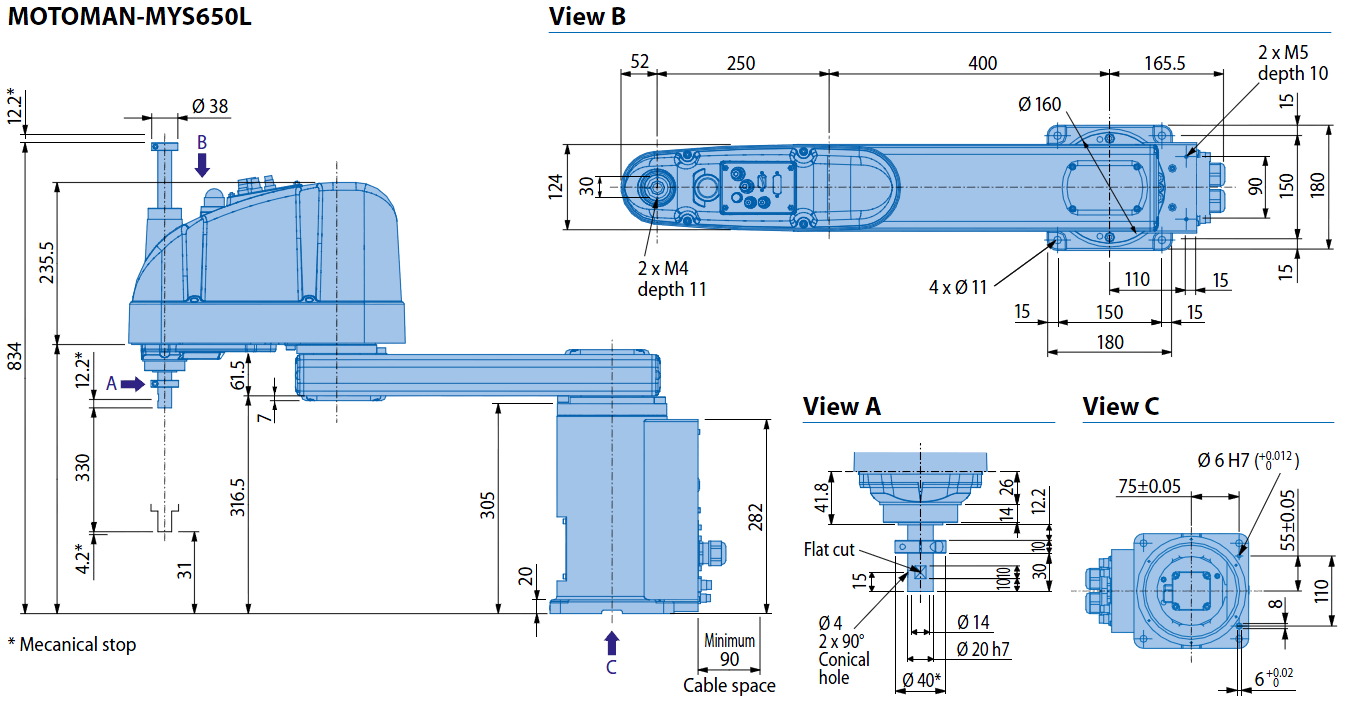 MOTOMAN-MYS650L
View B
12.2*
Ø 38
B
235.5
834
12.2*
A
61.5
7
330
316.5
4.2*
31
305
282
20
C
Minimum
90
Cable space
* Mecanical stop
52
250
400
165.5
2 x M5
depth 10
Ø 160
15
124
30
90
150
180
2 x M4
depth 11
4 x Ø 11
110
15
15
15
150
15
180
View A
41.8
26
14
12.2
10
Flat cut
15
10
10
30
Ø 4
2 x 90°
Conical
hole
Ø 14
Ø 20 h7
Ø 40*
View C
Ø 6 H7 (+0.012 0)
75±0.05
55±0.05
8
110
6 +0.02 0